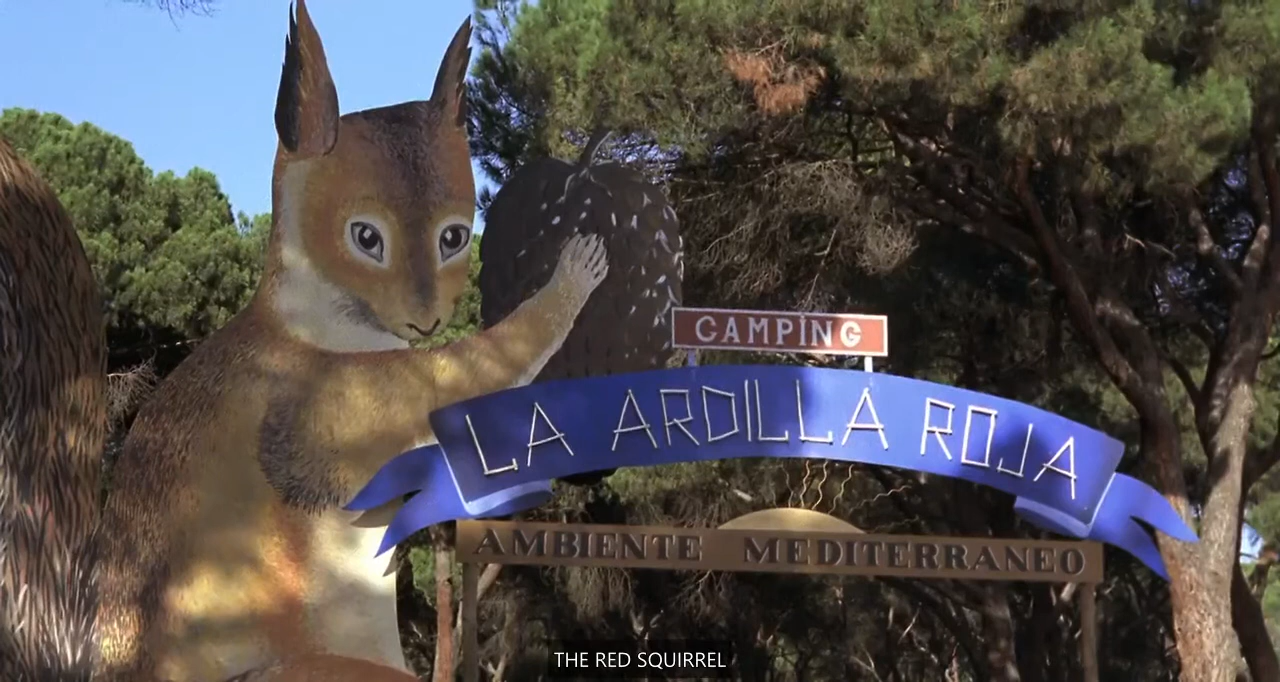 CAMPING
LA ARDILLA ROJA
AMBIENTE MEDITERRANEO
THE RED SQUIRREL